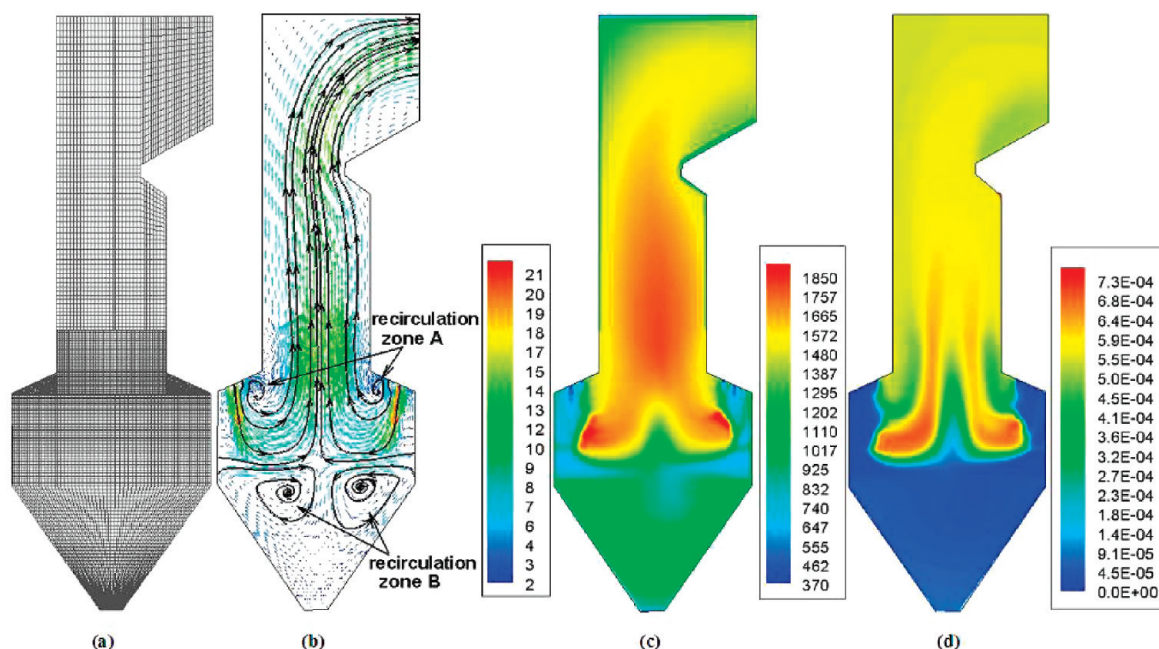 recirculation
zone A
recirculation
zone B
21
20
19
18
17
15
14
13
12
11
10
9
8
7
6
5
4
3
2
1850
1757
1665
1572
1480
1387
1295
1202
1110
1017
925
832
740
647
555
462
370
7.3E-04
6.8E-04
6.4E-04
5.9E-04
5.5E-04
5.0E-04
4.5E-04
4.1E-04
3.6E-04
3.2E-04
2.7E-04
2.3E-04
1.8E-04
1.4E-04
9.1E-05
4.5E-05
0.0E+00
(a)
(b)
(c)
(d)